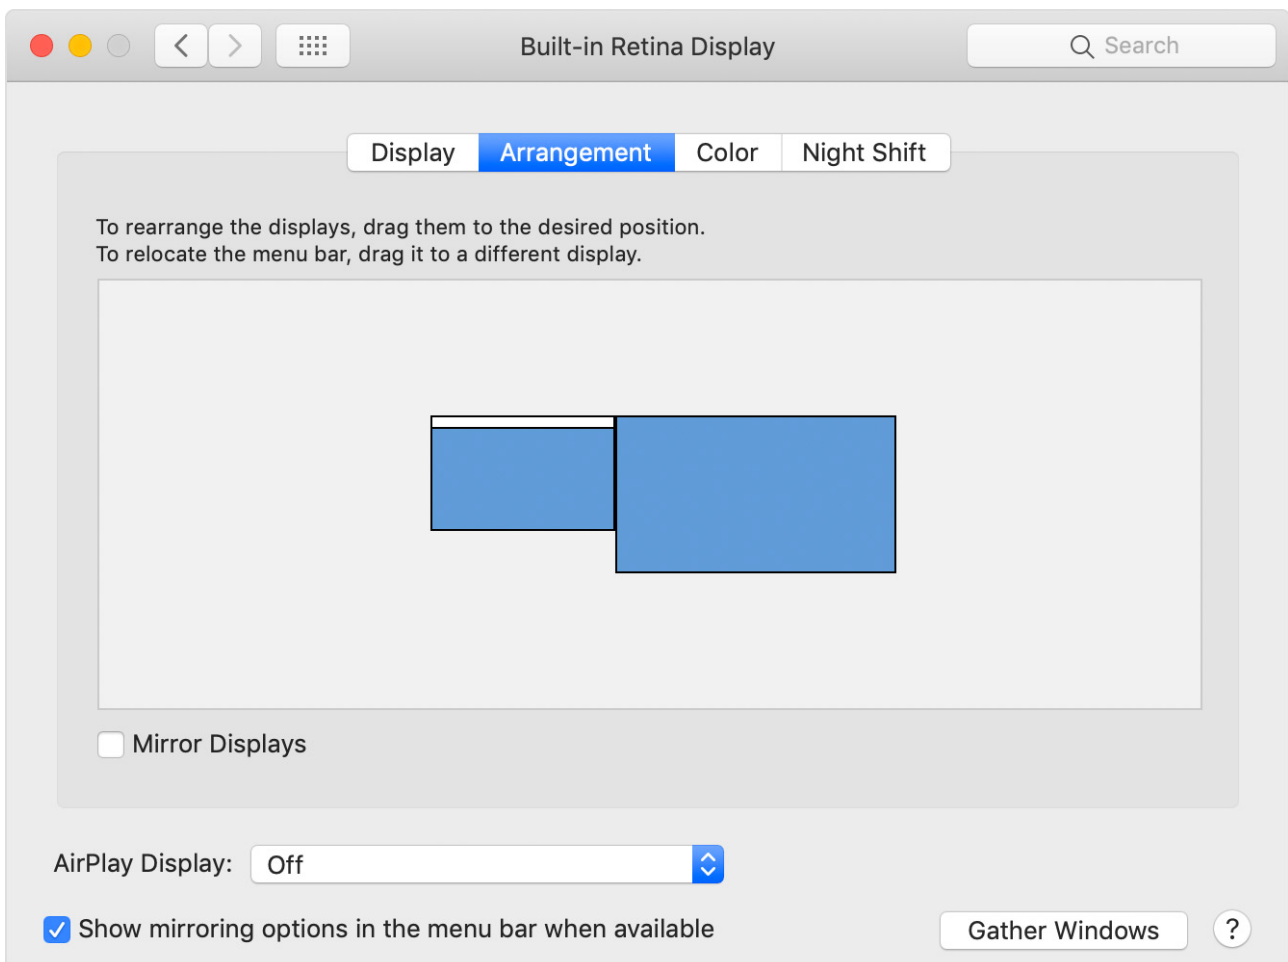 Built-in Retina Display
Search
Display
Arrangement
Color
Night Shift
To rearrange the displays, drag them to the desired position.
To relocate the menu bar, drag it to a different display.
Mirror Displays
AirPlay Display:
Off
Show mirroring options in the menu bar when available
Gather Windows
?